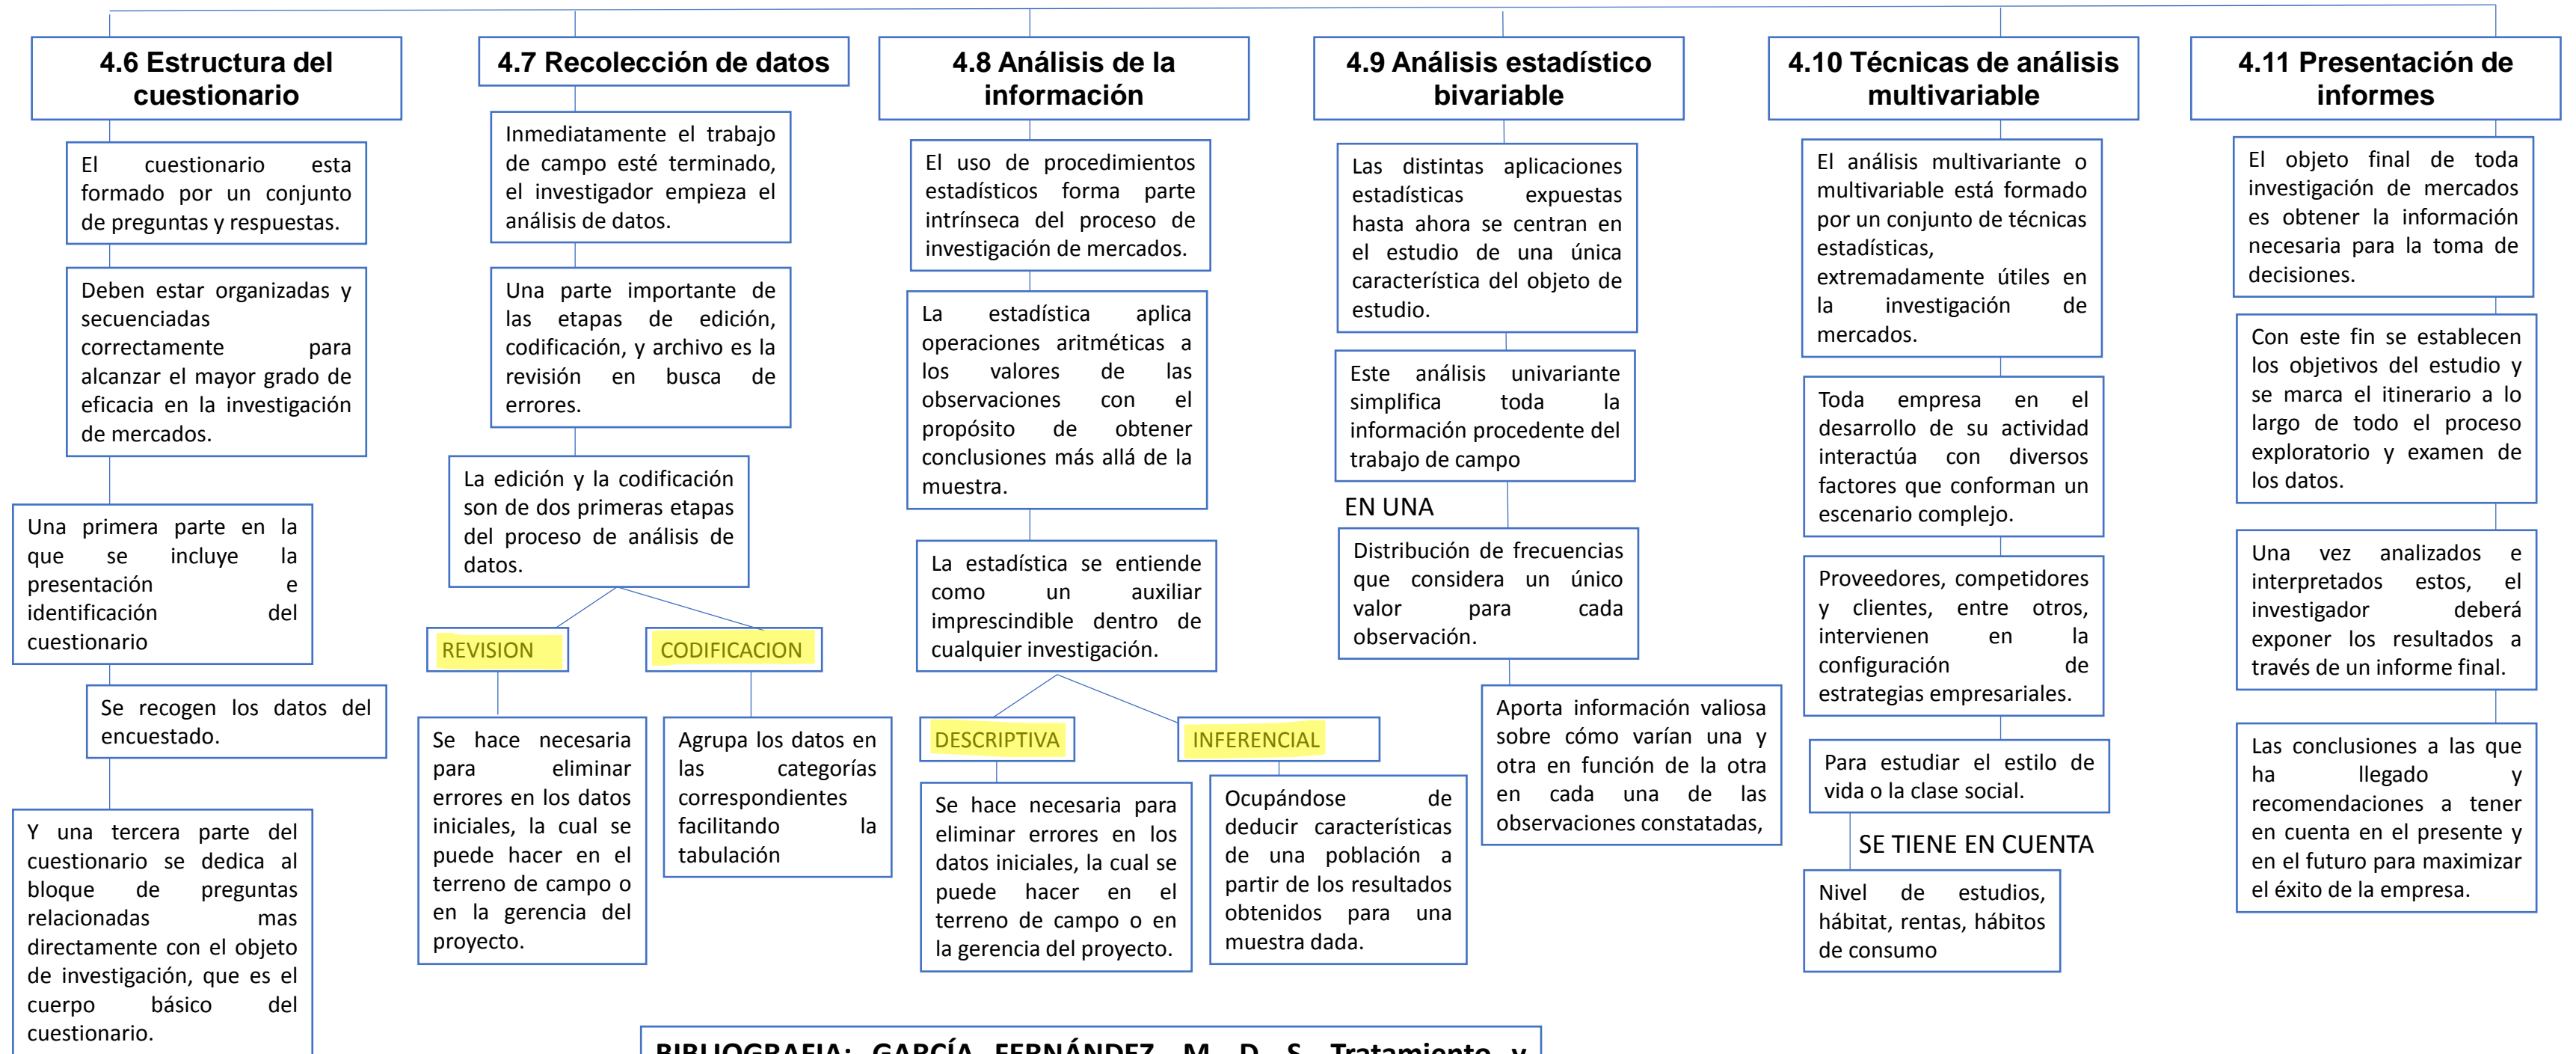 4.6 Estructura del
cuestionario
El cuestionario esta
formado por un conjunto
de preguntas y respuestas.
Deben estar organizadas y
secuenciadas
correctamente para
alcanzar el mayor grado de
eficacia en la investigación
de mercados.
Una primera parte en la
que se incluye la
presentación e
identificación del
cuestionario
Se recogen los datos del
encuestado.
Y una tercera parte del
cuestionario se dedica al
bloque de preguntas
relacionadas mas
directamente con el objeto
de investigación, que es el
cuerpo básico del
cuestionario.
4.7 Recolección de datos
Inmediatamente el trabajo
de campo esté terminado,
el investigador empieza el
análisis de datos.
Una parte importante de
las etapas de edición,
codificación, y archivo es la
revisión en busca de
errores.
La edición y la codificación
son de dos primeras etapas
del proceso de análisis de
datos.
REVISION
Se hace necesaria
para eliminar
errores en los datos
iniciales, la cual se
puede hacer en el
terreno de campo o
en la gerencia del
proyecto.
CODIFICACION
Agrupa los datos en
las categorías
correspondientes
facilitando la
tabulación
4.8 Análisis de la
información
El uso de procedimientos
estadísticos forma parte
intrínseca del proceso de
investigación de mercados.
La estadística aplica
operaciones aritméticas a
los valores de las
observaciones con el
propósito de obtener
conclusiones más allá de la
muestra.
La estadística se entiende
como un auxiliar
imprescindible dentro de
cualquier investigación.
DESCRIPTIVA
Se hace necesaria para
eliminar errores en los
datos iniciales, la cual se
puede hacer en el
terreno de campo o en
la gerencia del proyecto.
INFERENCIAL
Ocupándose de
deducir características
de una población a
partir de los resultados
obtenidos para una
muestra dada.
4.9 Análisis estadístico
bivariable
Las distintas aplicaciones
estadísticas expuestas
hasta ahora se centran en
el estudio de una única
característica del objeto de
estudio.
Este análisis univariante
simplifica toda la
información procedente del
trabajo de campo
EN UNA
Distribución de frecuencias
que considera un único
valor para cada
observación.
Aporta información valiosa
sobre cómo varían una y
otra en función de la otra
en cada una de las
observaciones constatadas,
4.10 Técnicas de análisis
multivariable
El análisis multivariante o
multivariable está formado
por un conjunto de técnicas
estadísticas,
extremadamente útiles en
la investigación de
mercados.
Toda empresa en el
desarrollo de su actividad
interactúa con diversos
factores que conforman un
escenario complejo.
Proveedores, competidores
y clientes, entre otros,
intervienen en la
configuración de
estrategias empresariales.
Para estudiar el estilo de
vida o la clase social.
SE TIENE EN CUENTA
Nivel de estudios,
hábitat, rentas, hábitos
de consumo
4.11 Presentación de
informes
El objeto final de toda
investigación de mercados
es obtener la información
necesaria para la toma de
decisiones.
Con este fin se establecen
los objetivos del estudio y
se marca el itinerario a lo
largo de todo el proceso
exploratorio y examen de
los datos.
Una vez analizados e
interpretados estos, el
investigador deberá
exponer los resultados a
través de un informe final.
Las conclusiones a las que
ha llegado y
recomendaciones a tener
en cuenta en el presente y
en el futuro para maximizar
el éxito de la empresa.
BIBLIOGRAFIA: GARCÍA FERNÁNDEZ, M. D. S. Tratamiento y